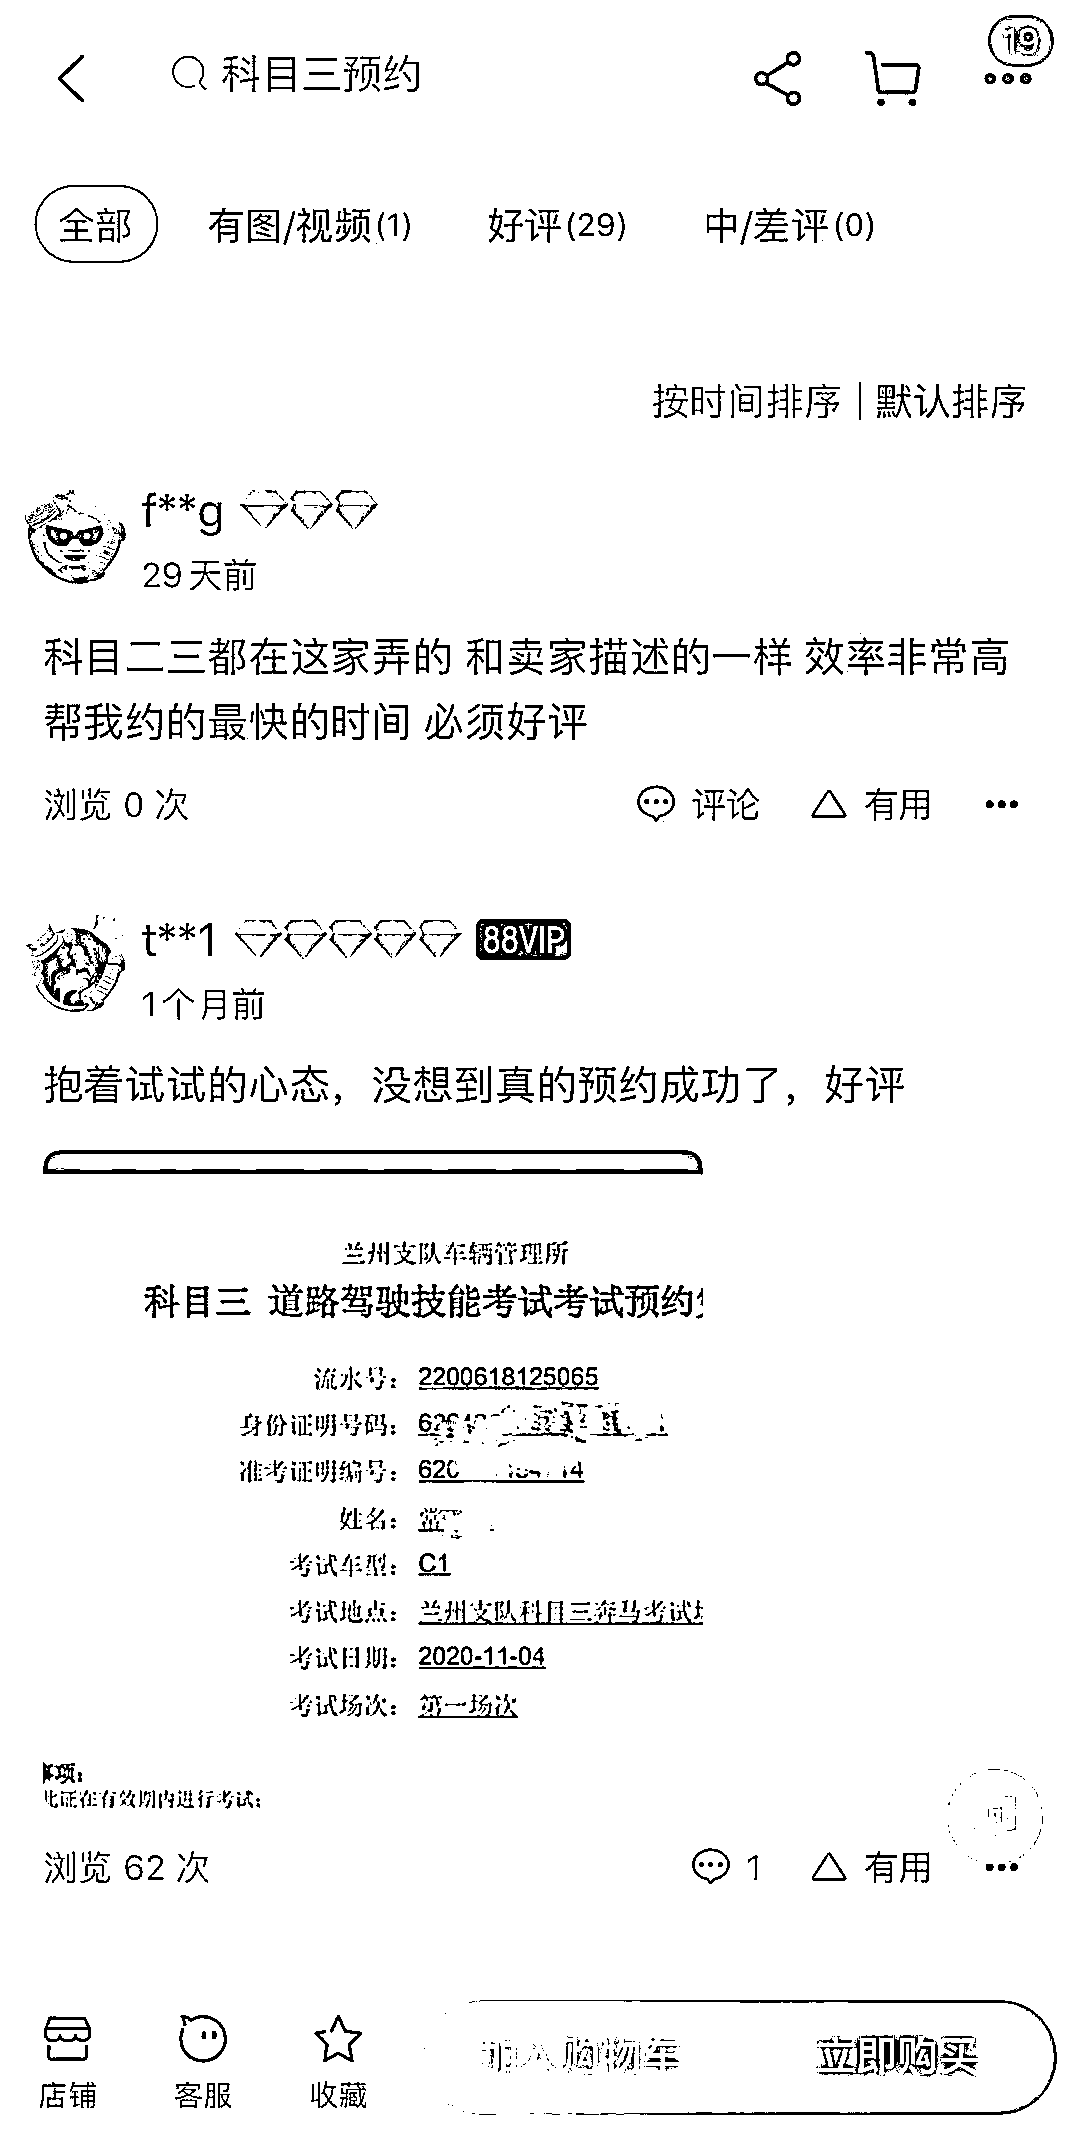 19
科目三预约
全部 有图/视频(1) 好评(29) 中/差评(0)
按时间排序 | 默认排序
f**g
29天前
科目二三都在这家弄的 和卖家描述的一样 效率非常高
帮我约的最快的时间 必须好评
浏览 0 次 评论 有用
t**1 88VIP
1个月前
抱着试试的心态，没想到真的预约成功了，好评
兰州支队车辆管理所
科目三 道路驾驶技能考试考试预约
流水号：2200618125065
身份证明号码：
准考证明编号：620
姓名：
考试车型：C1
考试地点：兰州支队科目三奔马考试
考试日期：2020-11-04
考试场次：第一场次
项：
此证在有效期内进行考试；
浏览 62 次 1 有用
店铺 客服 收藏 加入购物车 立即购买